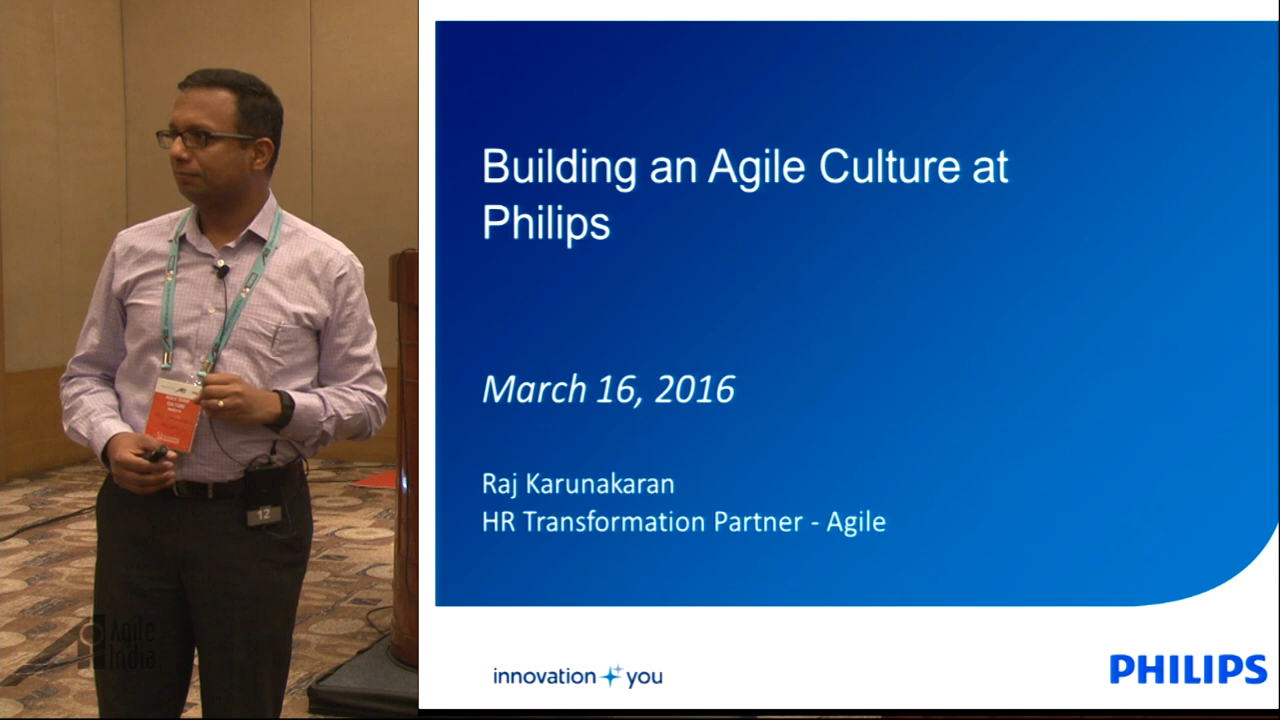 Building an Agile Culture at
Philips
March 16, 2016
Raj Karunakaran
HR Transformation Partner - Agile
innovation you
PHILIPS
CULTURE
12
Agile
India